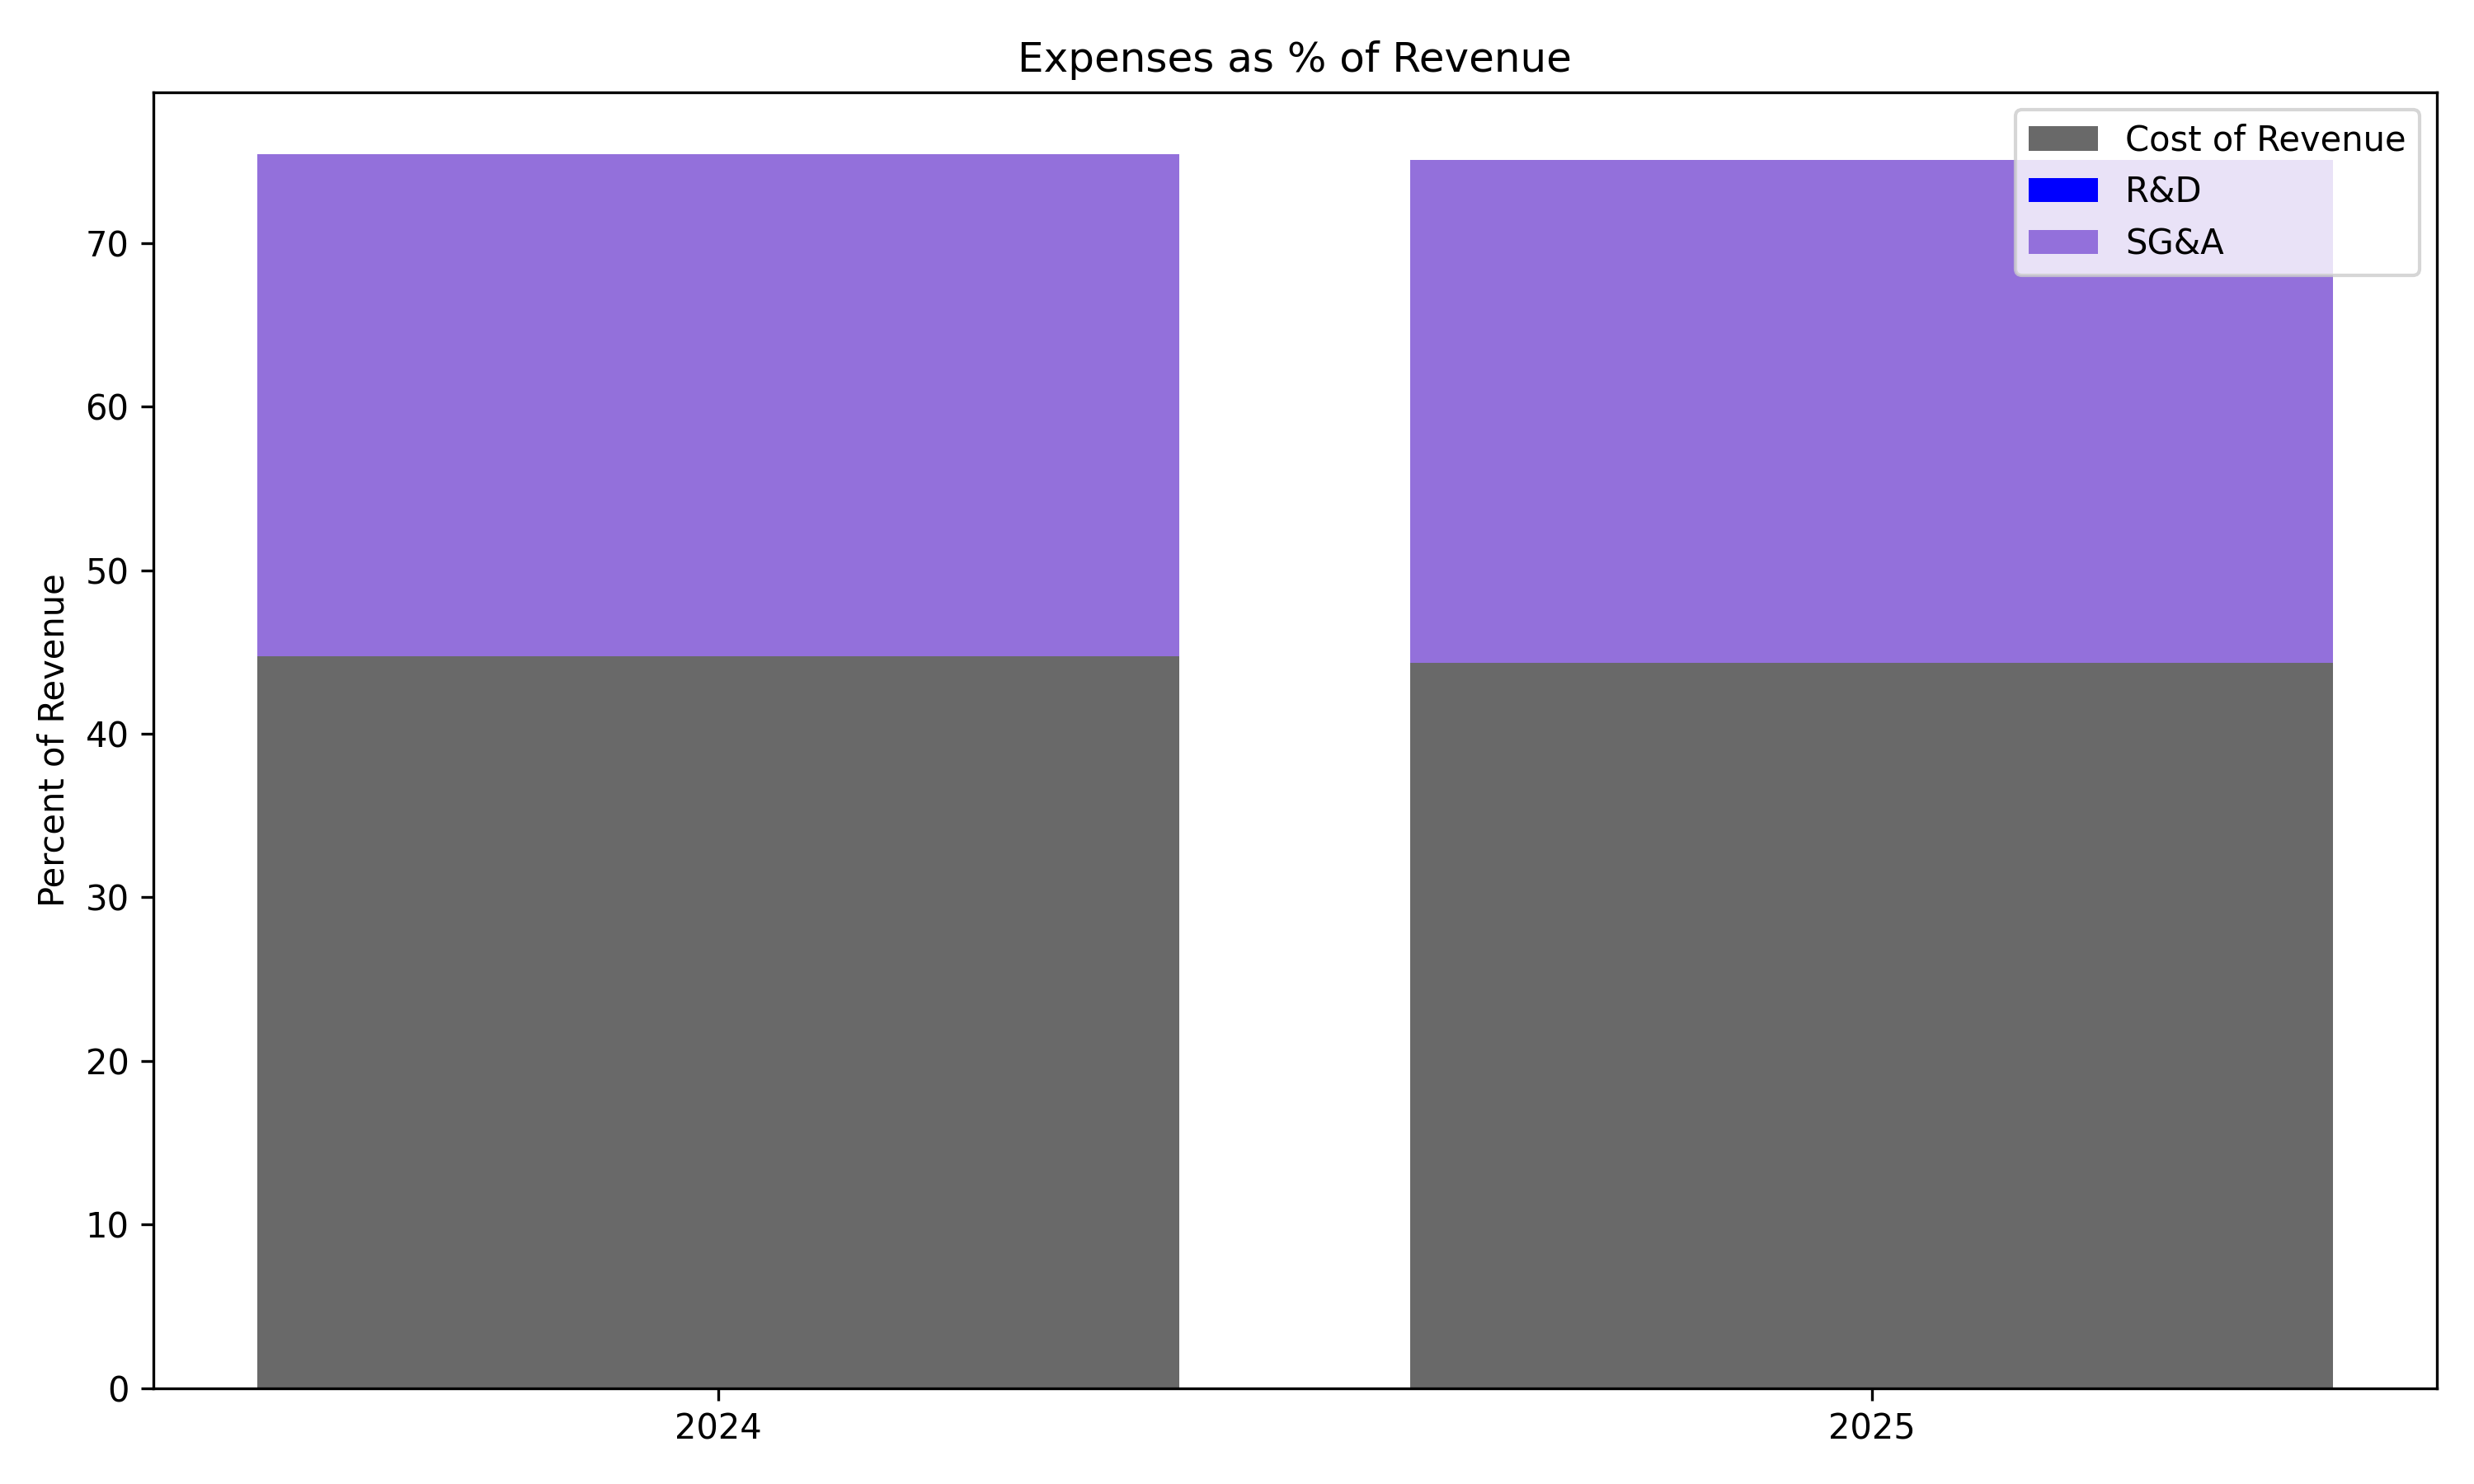 Expenses as % of Revenue
Cost of Revenue
R&D
SG&A
Percent of Revenue
70
60
50
40
30
20
10
0
2024
2025